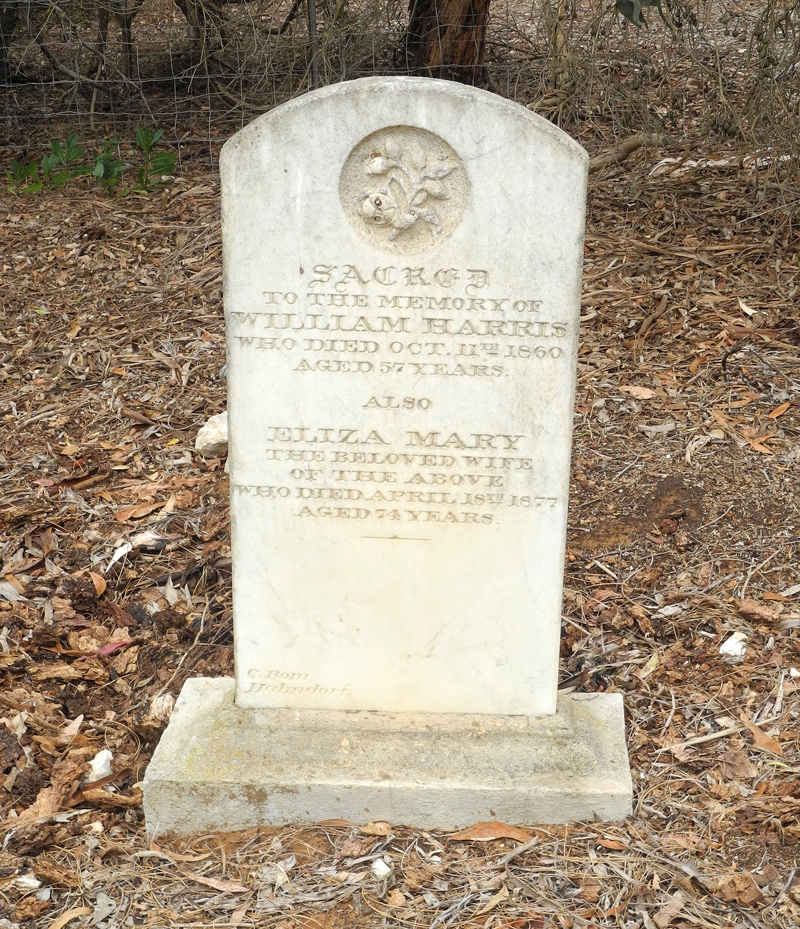 SACRED
TO THE MEMORY OF
WILLIAM HARRIS
WHO DIED OCT. 11TH 1860
AGED 57 YEARS.
ALSO
ELIZA MARY
THE BELOVED WIFE
OF THE ABOVE
WHO DIED APRIL 18TH 1877
AGED 74 YEARS.
C. Bom
Hahndorf.